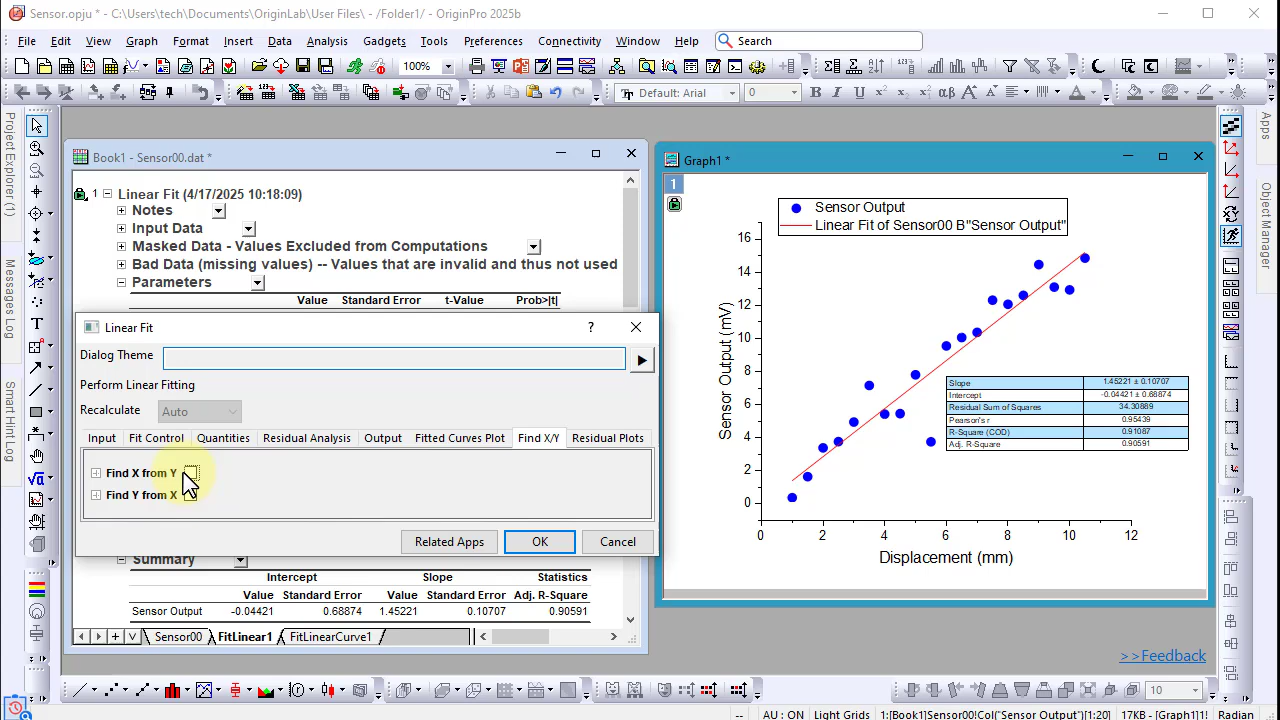 Sensor.opju * - C:\Users\tech\Documents\OriginLab\User Files\ - /Folder1/ - OriginPro 2025b
File Edit View Graph Format Insert Data Analysis Gadgets Tools Preferences Connectivity Window Help Search
100%
Default: Arial 0 B I U αβ A A A
Project Explorer (1)
Messages Log
Smart Hint Log
Apps
Object Manager
Book1 - Sensor00.dat *
1 Linear Fit (4/17/2025 10:18:09)
Notes
Input Data
Masked Data - Values Excluded from Computations
Bad Data (missing values) -- Values that are invalid and thus not used
Parameters
Value Standard Error t-Value Prob>|t|
Linear Fit ?
Dialog Theme
Perform Linear Fitting
Recalculate Auto
Input Fit Control Quantities Residual Analysis Output Fitted Curves Plot Find X/Y Residual Plots
Find X from Y
Find Y from X
Related Apps OK Cancel
Summary
Intercept Slope Statistics
Value Standard Error Value Standard Error Adj. R-Square
Sensor Output -0.04421 0.68874 1.45221 0.10707 0.90591
Sensor00 FitLinear1 FitLinearCurve1
Graph1 *
1
Sensor Output
Linear Fit of Sensor00 B"Sensor Output"
Sensor Output (mV)
16
14
12
10
8
6
4
2
0
Slope 1.45221 ± 0.10707
Intercept -0.04421 ± 0.68874
Residual Sum of Squares 34.30889
Pearson's r 0.95439
R-Square (COD) 0.91087
Adj. R-Square 0.90591
0 2 4 6 8 10 12
Displacement (mm)
>>Feedback
10
-- AU : ON Light Grids 1:[Book1]Sensor00!Col("Sensor Output")[1:20] 17KB - [Graph1]1! Radian